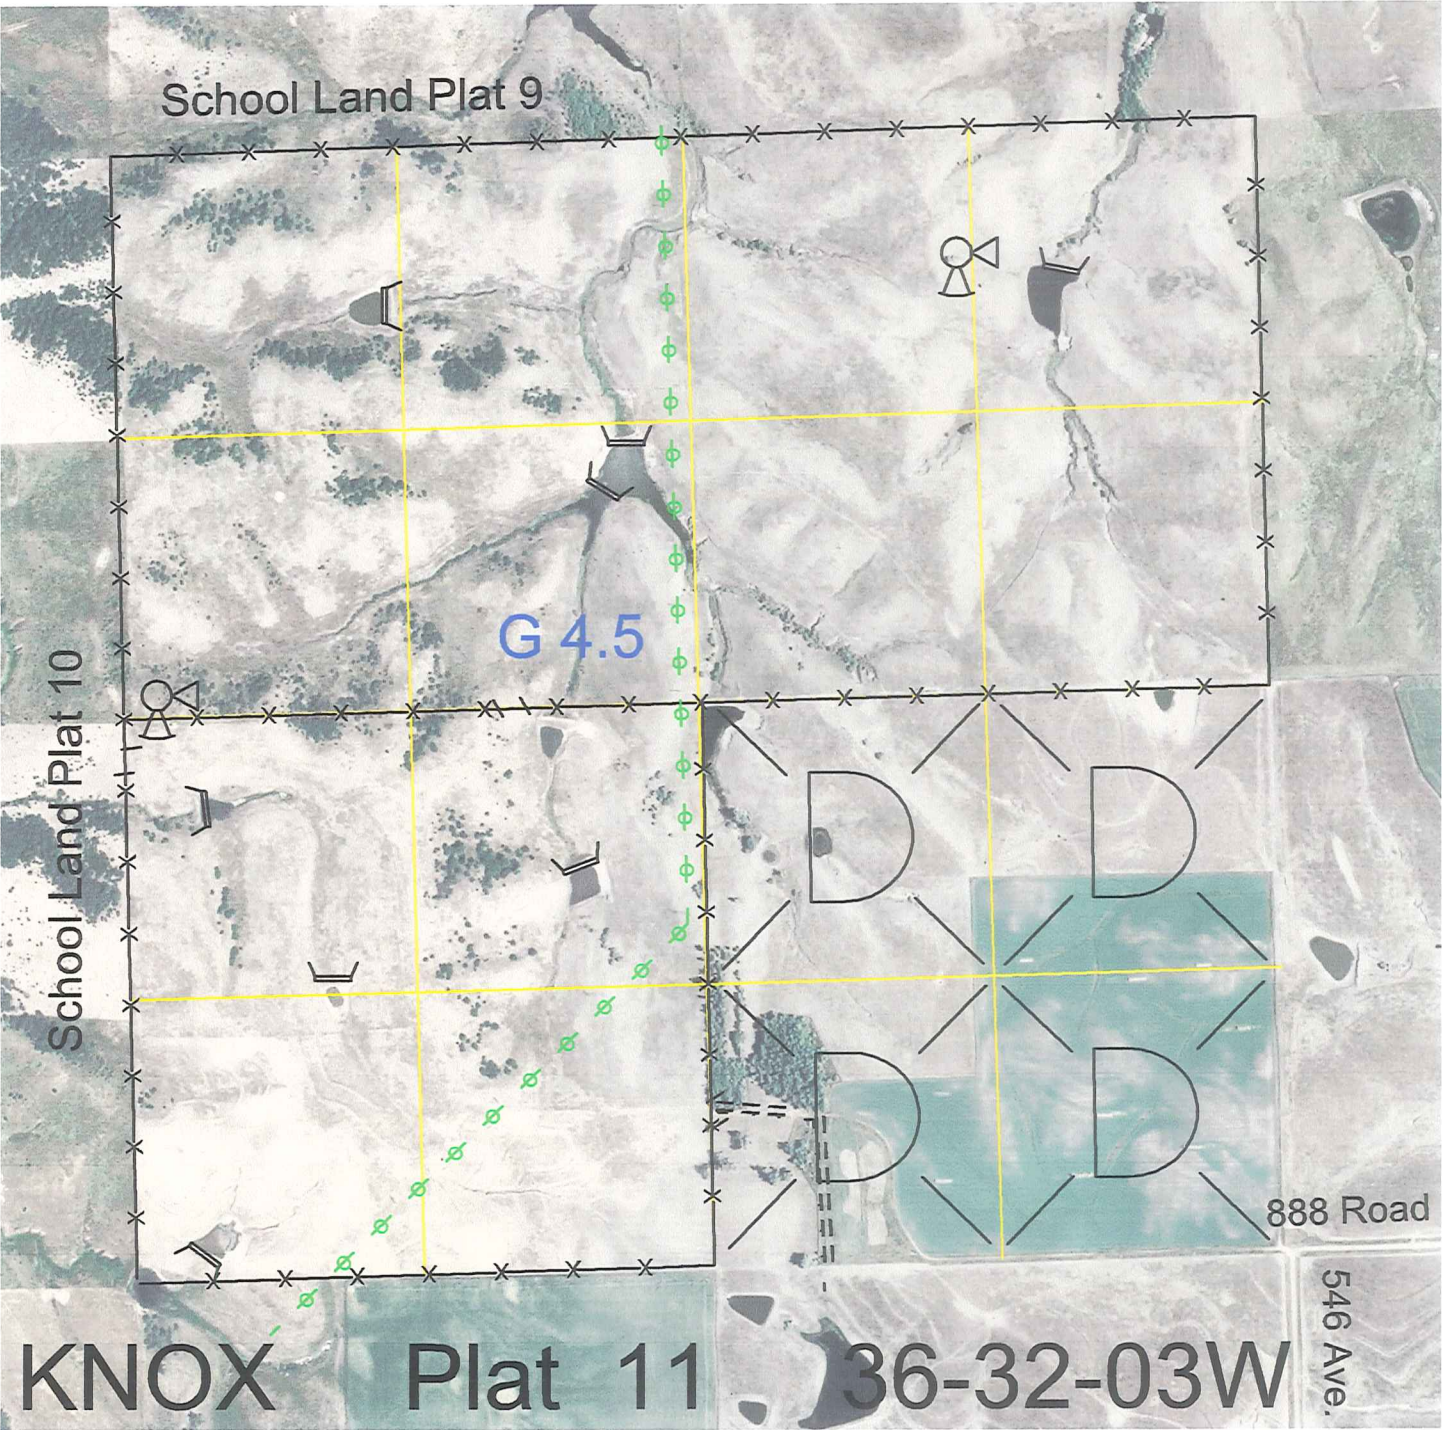 School Land Plat 9
G 4.5
School Land Plat 10
D D
D D
888 Road
546 Ave.
KNOX Plat 11 36-32-03W